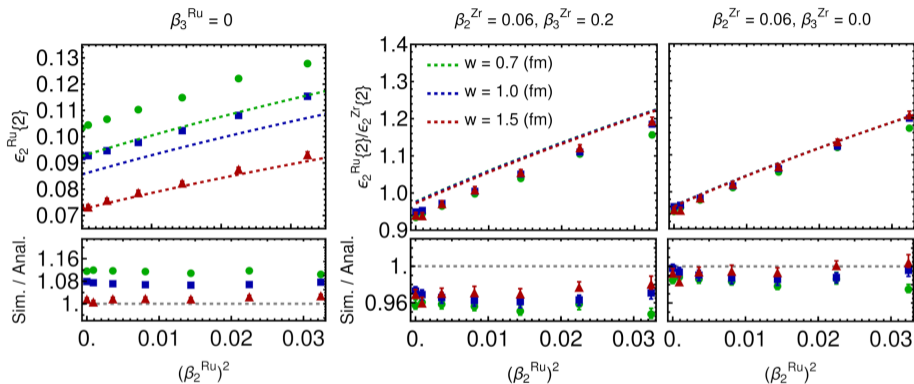 β₃ᴿᵘ = 0
β₂ᶻʳ = 0.06, β₃ᶻʳ = 0.2
β₂ᶻʳ = 0.06, β₃ᶻʳ = 0.0
ϵ₂ᴿᵘ{2}
0.13
0.12
0.11
0.10
0.09
0.08
0.07
ϵ₂ᴿᵘ{2}/ϵ₂ᶻʳ{2}
1.4
1.3
1.2
1.1
1.0
0.9
w = 0.7 (fm)
w = 1.0 (fm)
w = 1.5 (fm)
Sim. / Anal.
1.16
1.08
1
Sim. / Anal.
1
0.96
0. 0.01 0.02 0.03
0. 0.01 0.02 0.03
0. 0.01 0.02 0.03
(β₂ᴿᵘ)²
(β₂ᴿᵘ)²
(β₂ᴿᵘ)²